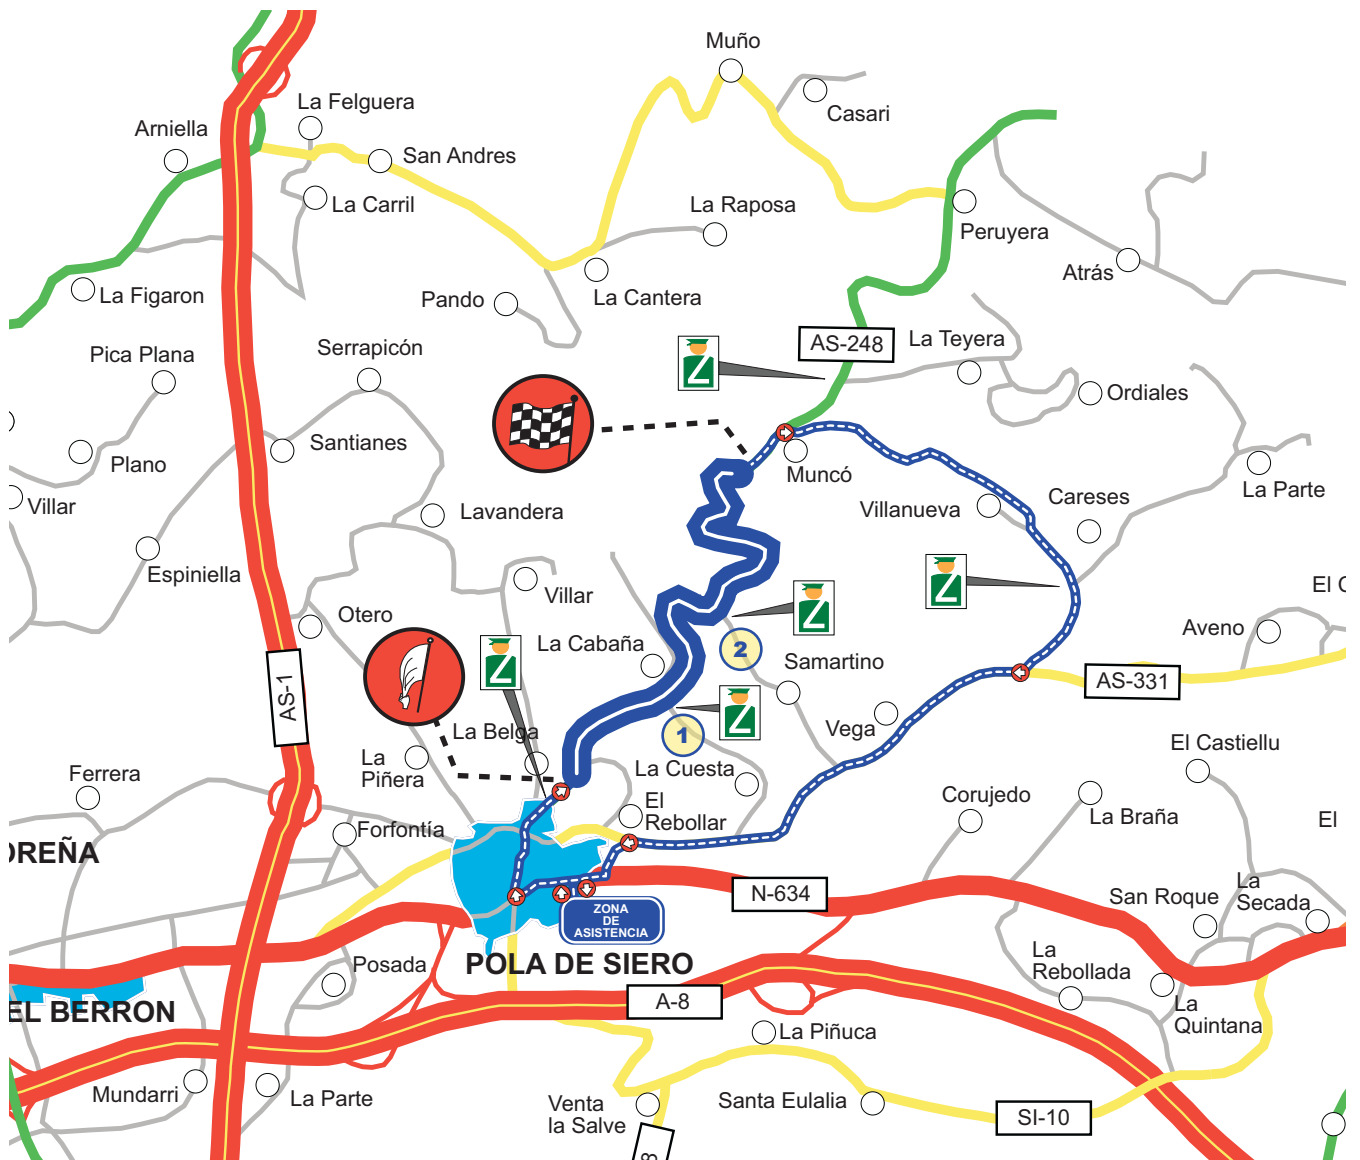 Muño
Casari
La Felguera
Arniella
San Andres
La Carril
La Raposa
Peruyera
Atrás
La Figaron
Pando
La Cantera
AS-248
La Teyera
Pica Plana
Serrapicón
Ordiales
Santianes
Plano
Muncó
La Parte
Villar
Lavandera
Villanueva
Careses
Espiniella
Villar
Otero
La Cabaña
2
Samartino
Aveno
AS-1
AS-331
La Belga
1
Vega
La
Piñera
La Cuesta
El Castiellu
Ferrera
El
Rebollar
Corujedo
La Braña
El
Forfontía
OREÑA
N-634
San Roque
La
Secada
ZONA
DE
ASISTENCIA
POLA DE SIERO
Posada
La
Rebollada
A-8
EL BERRON
La
Quintana
La Piñuca
Mundarri
La Parte
Venta
la Salve
Santa Eulalia
SI-10
8